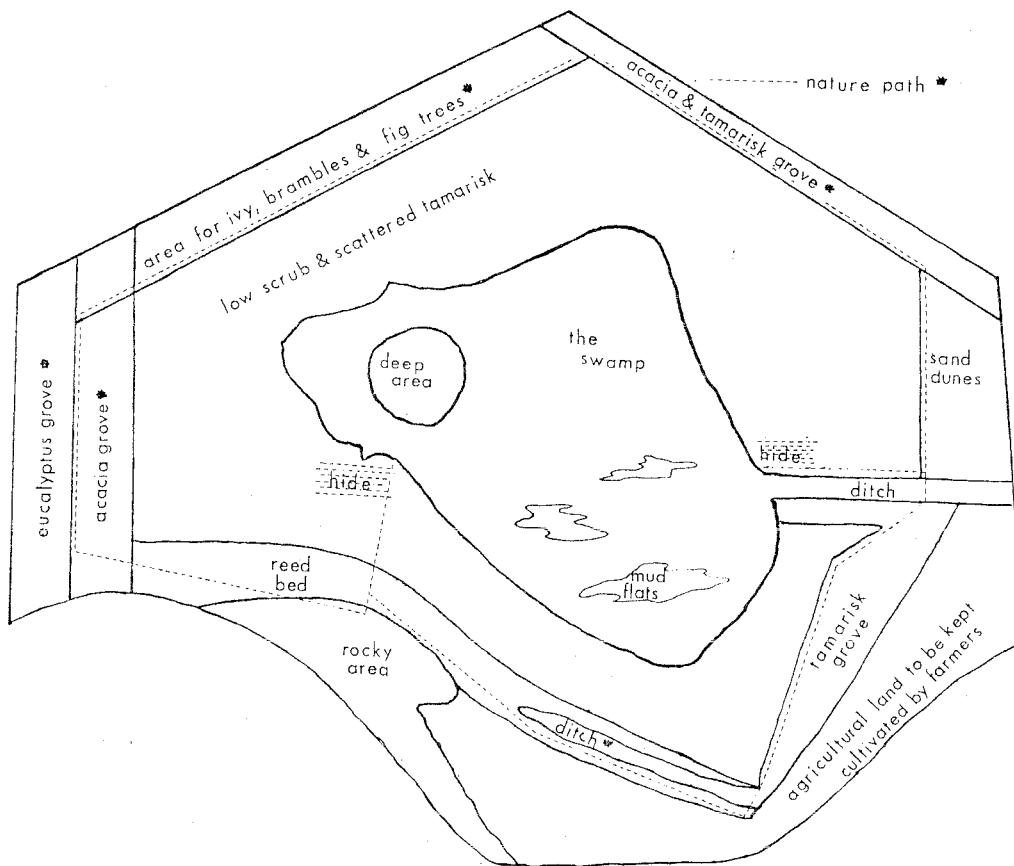 acacia & tamarisk grove *
nature path *
area for ivy, brambles & fig trees *
low scrub & scattered tamarisk
the
swamp
deep
area
sand
dunes
eucalyptus grove *
acacia grove *
hide
hide
ditch
reed
bed
mud
flats
rocky
area
tamarisk
grove
ditch *
agricultural land to be kept
cultivated by farmers